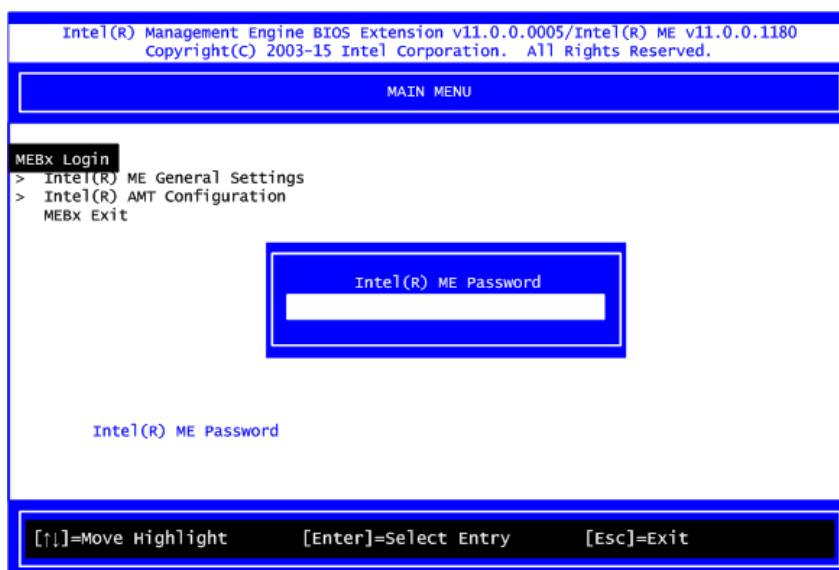 Intel(R) Management Engine BIOS Extension v11.0.0.0005/Intel(R) ME v11.0.0.1180
Copyright(C) 2003-15 Intel Corporation. All Rights Reserved.
MAIN MENU
MEBx Login
> Intel(R) ME General Settings
> Intel(R) AMT Configuration
MEBx Exit
Intel(R) ME Password
Intel(R) ME Password
[↑↓]=Move Highlight [Enter]=Select Entry [Esc]=Exit